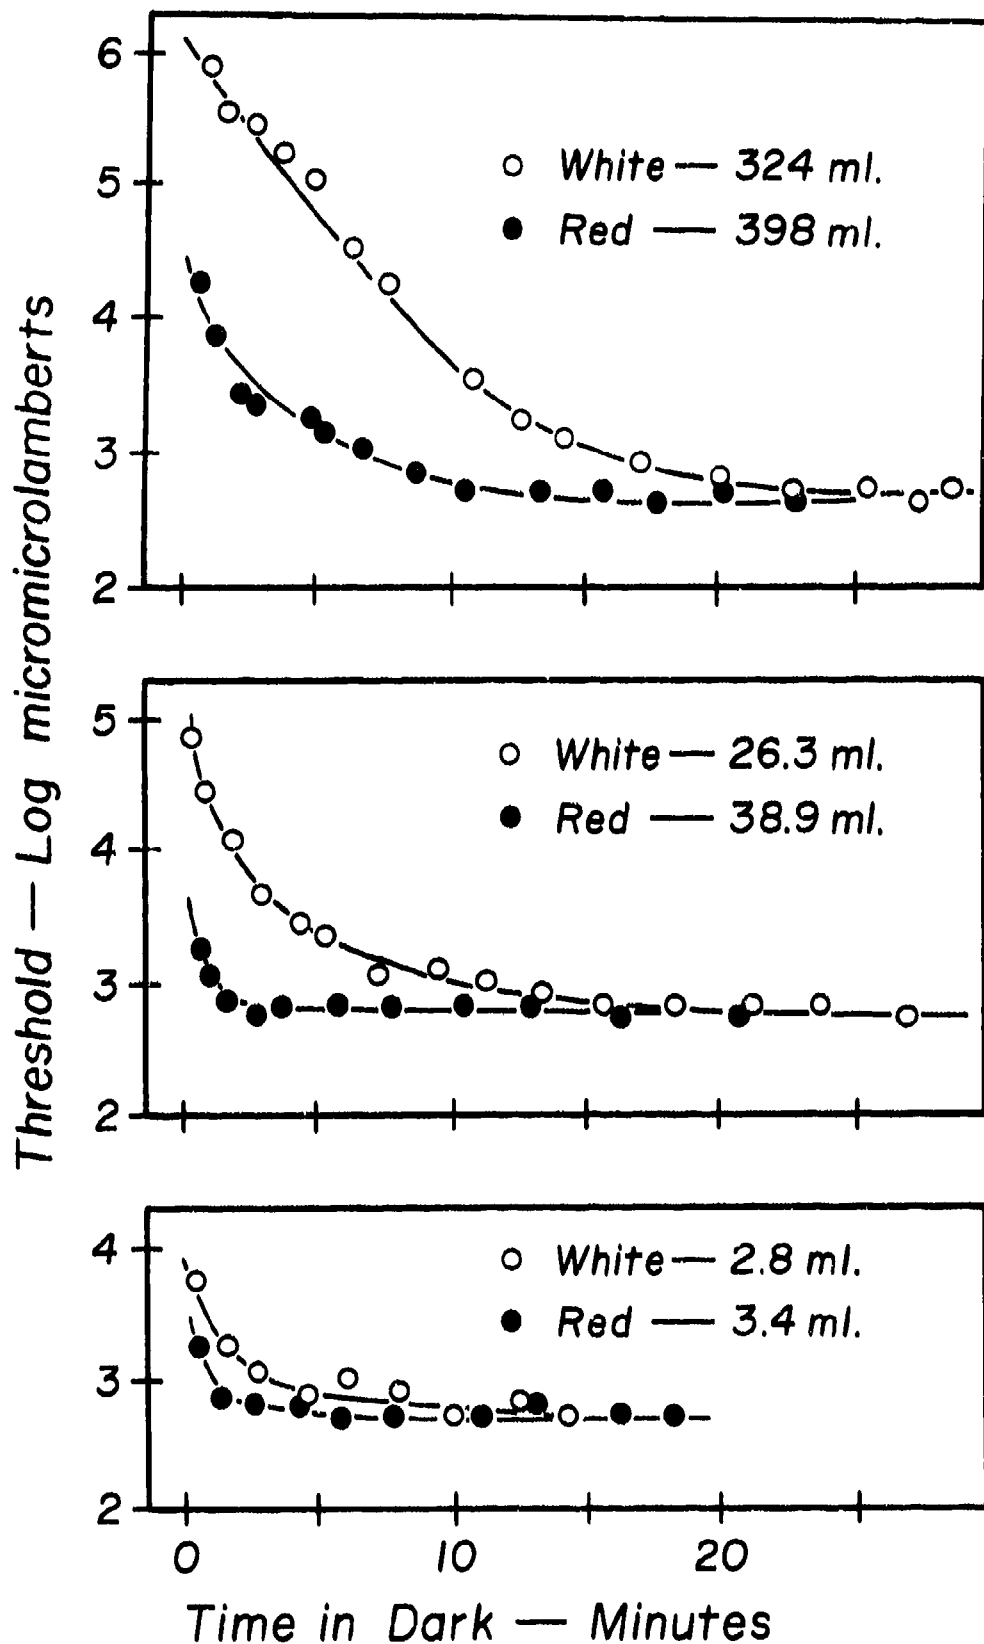 Threshold — Log micromicrolamberts
6
5
4
3
2
○ White — 324 ml.
● Red — 398 ml.
5
4
3
2
○ White — 26.3 ml.
● Red — 38.9 ml.
4
3
2
○ White — 2.8 ml.
● Red — 3.4 ml.
0 10 20
Time in Dark — Minutes